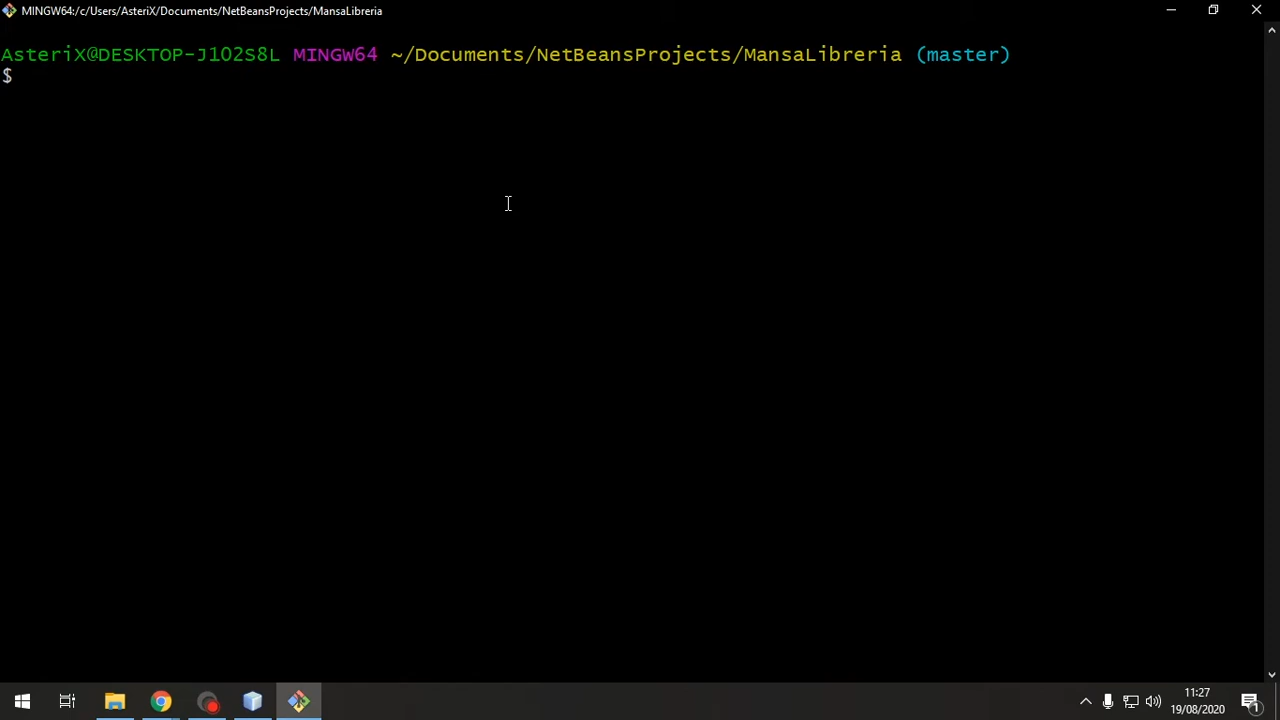 MINGW64:/c/Users/AsteriX/Documents/NetBeansProjects/MansaLibreria
AsteriX@DESKTOP-J1O2S8L MINGW64 ~/Documents/NetBeansProjects/MansaLibreria (master)
$
11:27
19/08/2020
1